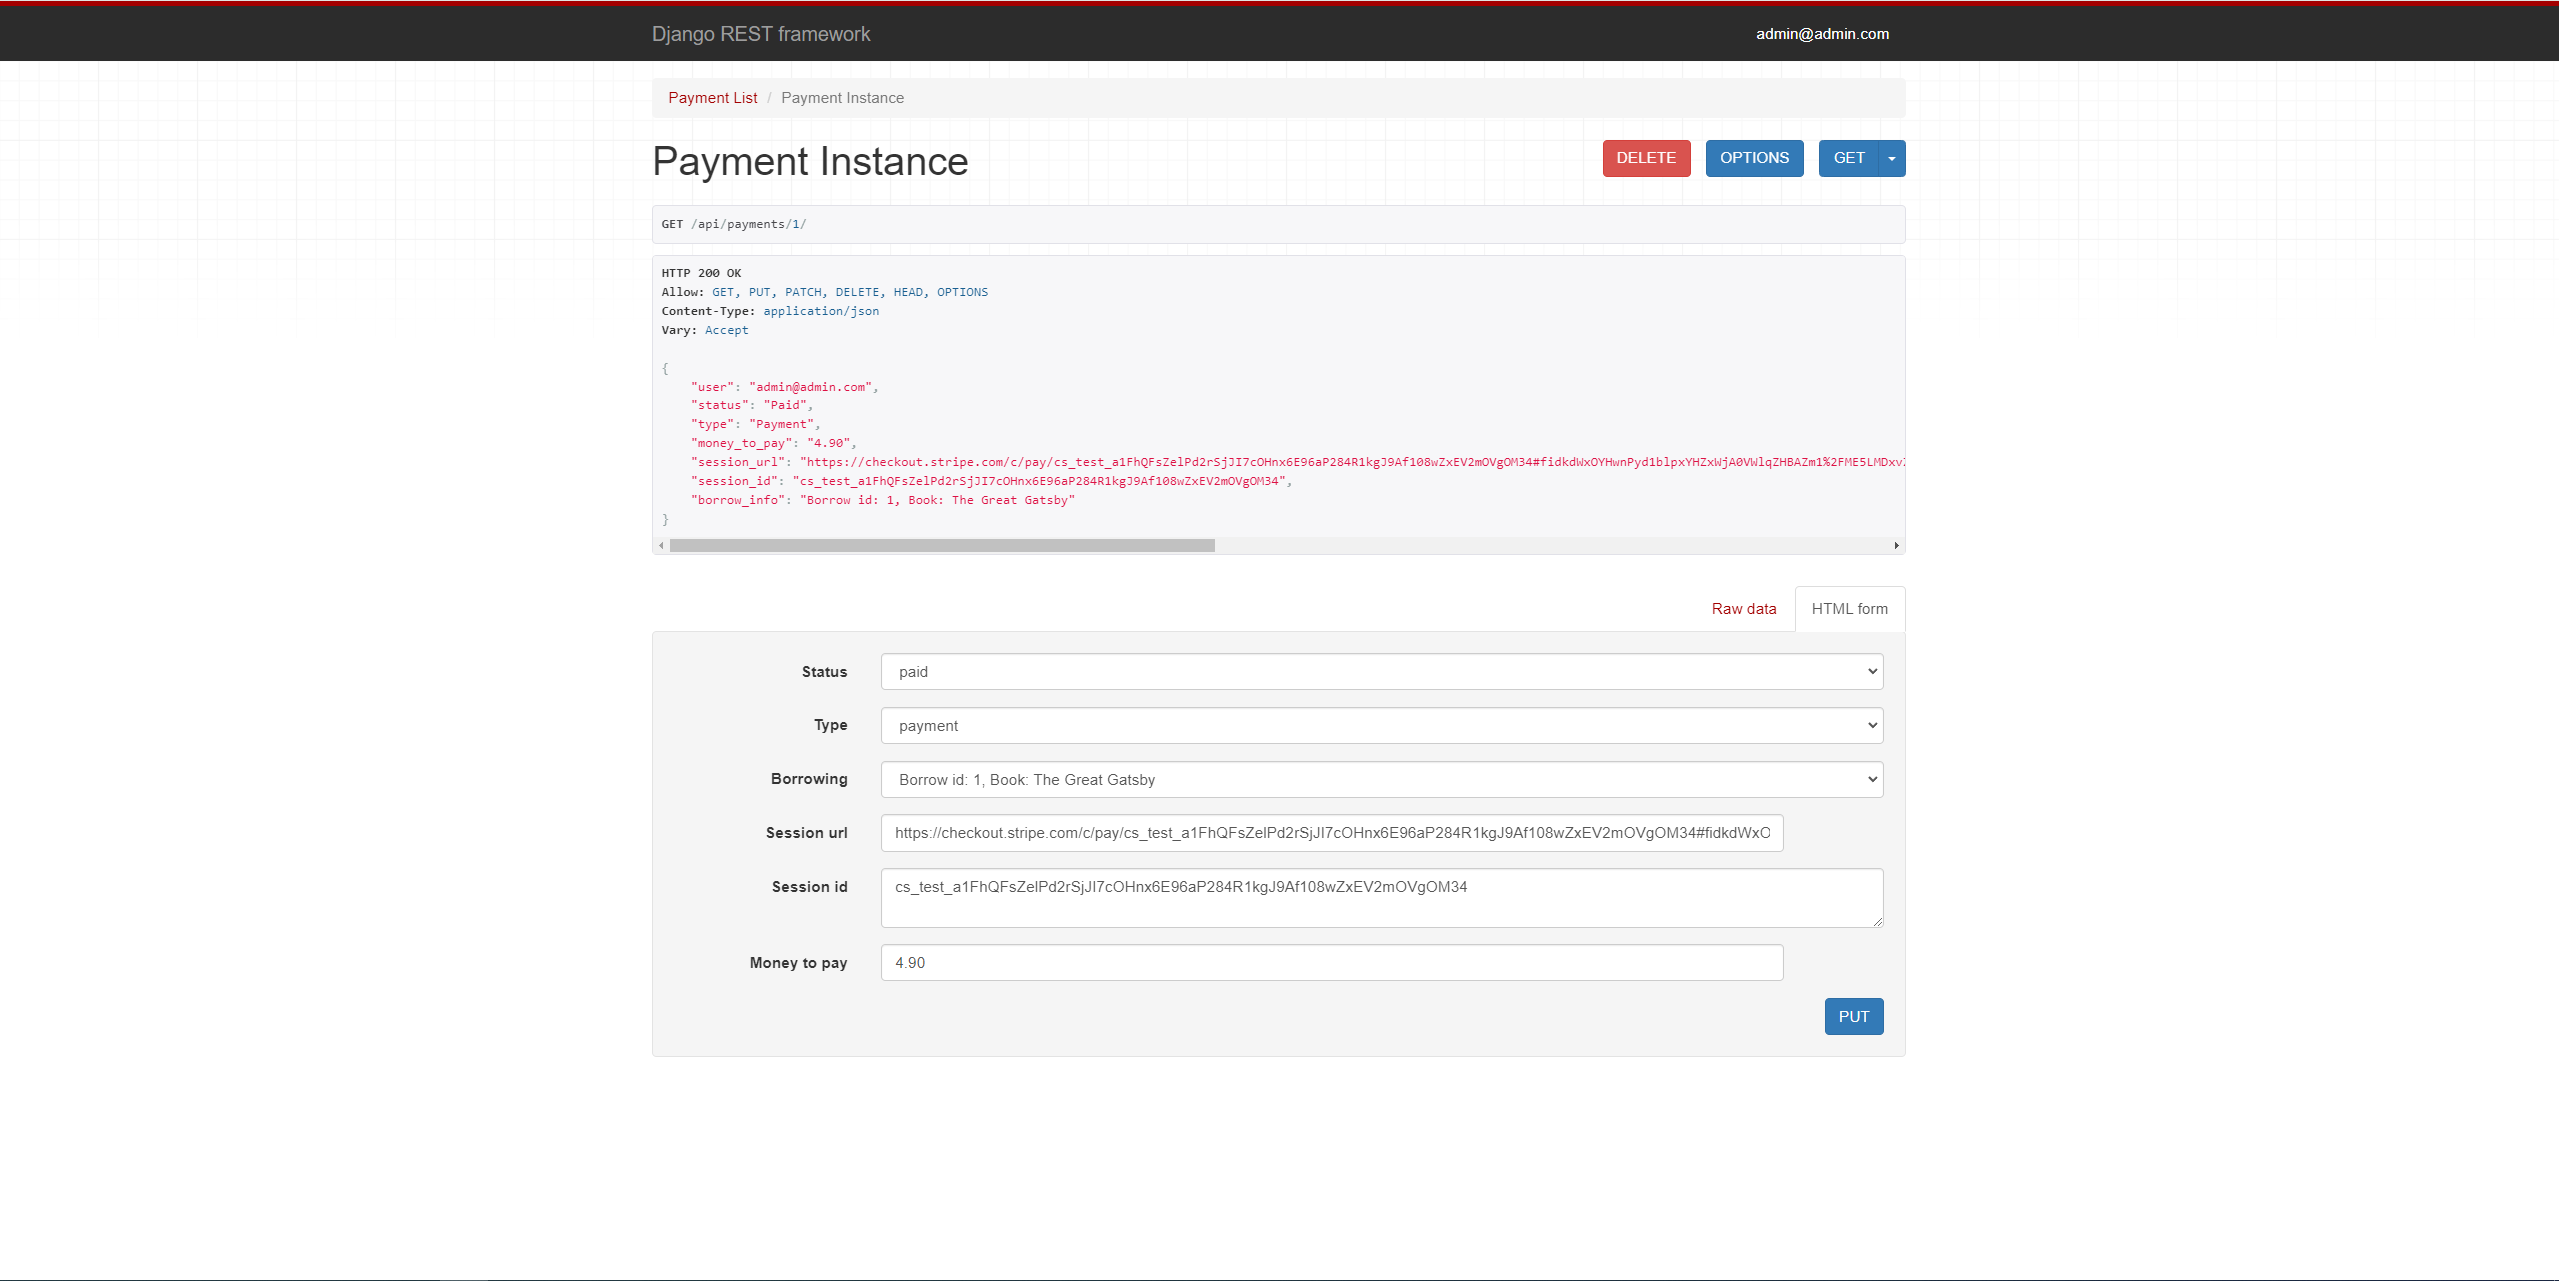 Django REST framework
admin@admin.com
Payment List / Payment Instance
Payment Instance
DELETE
OPTIONS
GET
GET /api/payments/1/
HTTP 200 OK
Allow: GET, PUT, PATCH, DELETE, HEAD, OPTIONS
Content-Type: application/json
Vary: Accept
{
"user": "admin@admin.com",
"status": "Paid",
"type": "Payment",
"money_to_pay": "4.90",
"session_url": "https://checkout.stripe.com/c/pay/cs_test_a1FhQFsZelPd2rSjJI7cOHnx6E96aP284R1kgJ9Af108wZxEV2mOVgOM34#fidkdWxOYHwnPyd1blpxYHZxWjA0VWlqZHBAZm1%2FME5LMDxv
"session_id": "cs_test_a1FhQFsZelPd2rSjJI7cOHnx6E96aP284R1kgJ9Af108wZxEV2mOVgOM34",
"borrow_info": "Borrow id: 1, Book: The Great Gatsby"
}
Raw data
HTML form
Status
paid
Type
payment
Borrowing
Borrow id: 1, Book: The Great Gatsby
Session url
https://checkout.stripe.com/c/pay/cs_test_a1FhQFsZelPd2rSjJI7cOHnx6E96aP284R1kgJ9Af108wZxEV2mOVgOM34#fidkdWxO
Session id
cs_test_a1FhQFsZelPd2rSjJI7cOHnx6E96aP284R1kgJ9Af108wZxEV2mOVgOM34
Money to pay
4.90
PUT